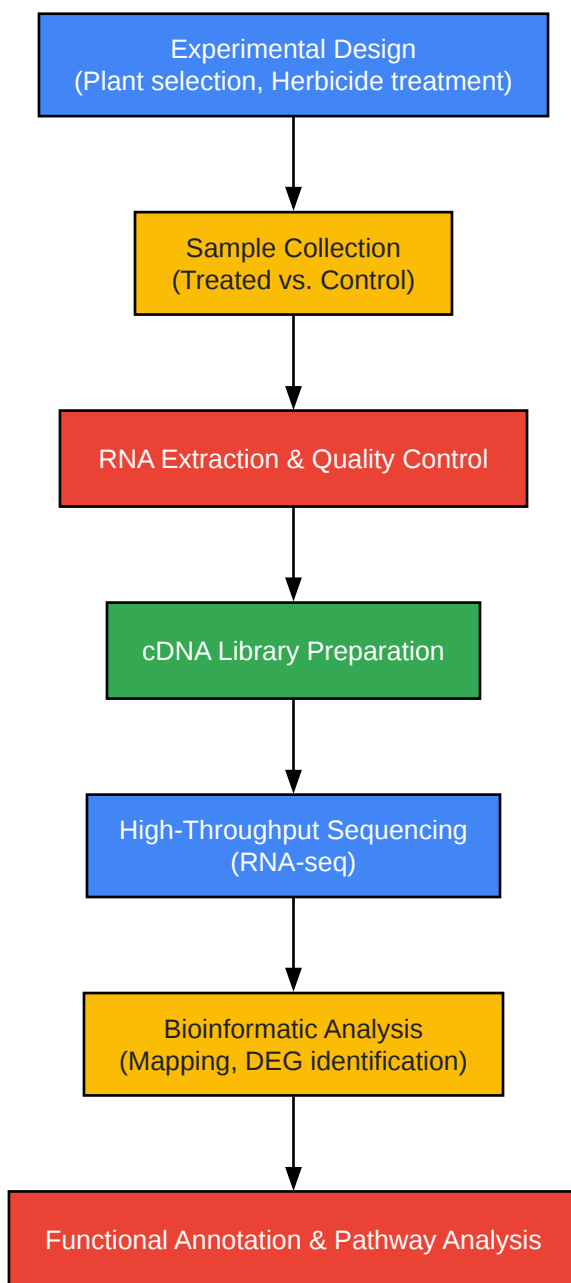 Experimental Design
(Plant selection, Herbicide treatment)
Sample Collection
(Treated vs. Control)
RNA Extraction & Quality Control
cDNA Library Preparation
High-Throughput Sequencing
(RNA-seq)
Bioinformatic Analysis
(Mapping, DEG identification)
Functional Annotation & Pathway Analysis